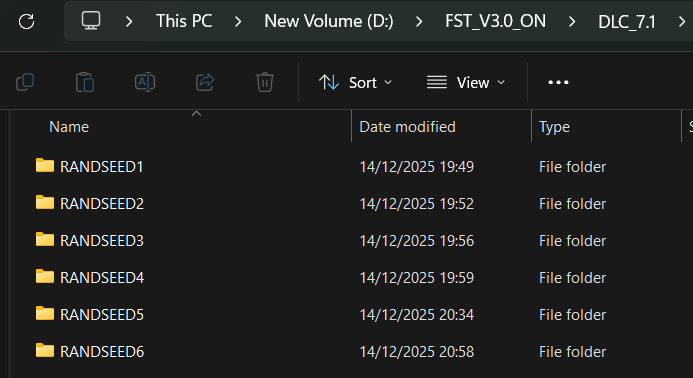 This PC > New Volume (D:) > FST_V3.0_ON > DLC_7.1 >
Sort View
Name Date modified Type
RANDSEED1 14/12/2025 19:49 File folder
RANDSEED2 14/12/2025 19:52 File folder
RANDSEED3 14/12/2025 19:56 File folder
RANDSEED4 14/12/2025 19:59 File folder
RANDSEED5 14/12/2025 20:34 File folder
RANDSEED6 14/12/2025 20:58 File folder